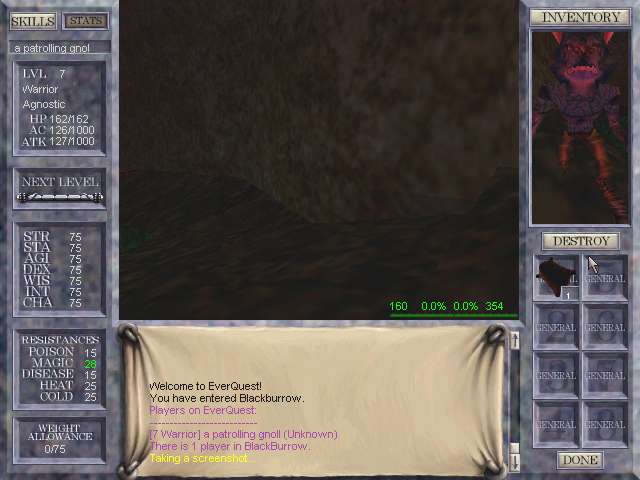 SKILLS STATS
a patrolling gnol
LVL 7
Warrior
Agnostic
HP 162/162
AC 126/1000
ATK 127/1000
NEXT LEVEL
STR 75
STA 75
AGI 75
DEX 75
WIS 75
INT 75
CHA 75
RESISTANCES
POISON 15
MAGIC 28
DISEASE 15
HEAT 25
COLD 25
WEIGHT
ALLOWANCE
0/75
160 0.0% 0.0% 354
Welcome to EverQuest!
You have entered Blackburrow.
Players on EverQuest:
---------------------------
[7 Warrior] a patrolling gnoll (Unknown)
There is 1 player in BlackBurrow.
Taking a screenshot...
INVENTORY
DESTROY
1
GENERAL
GENERAL GENERAL
GENERAL GENERAL
GENERAL GENERAL
DONE